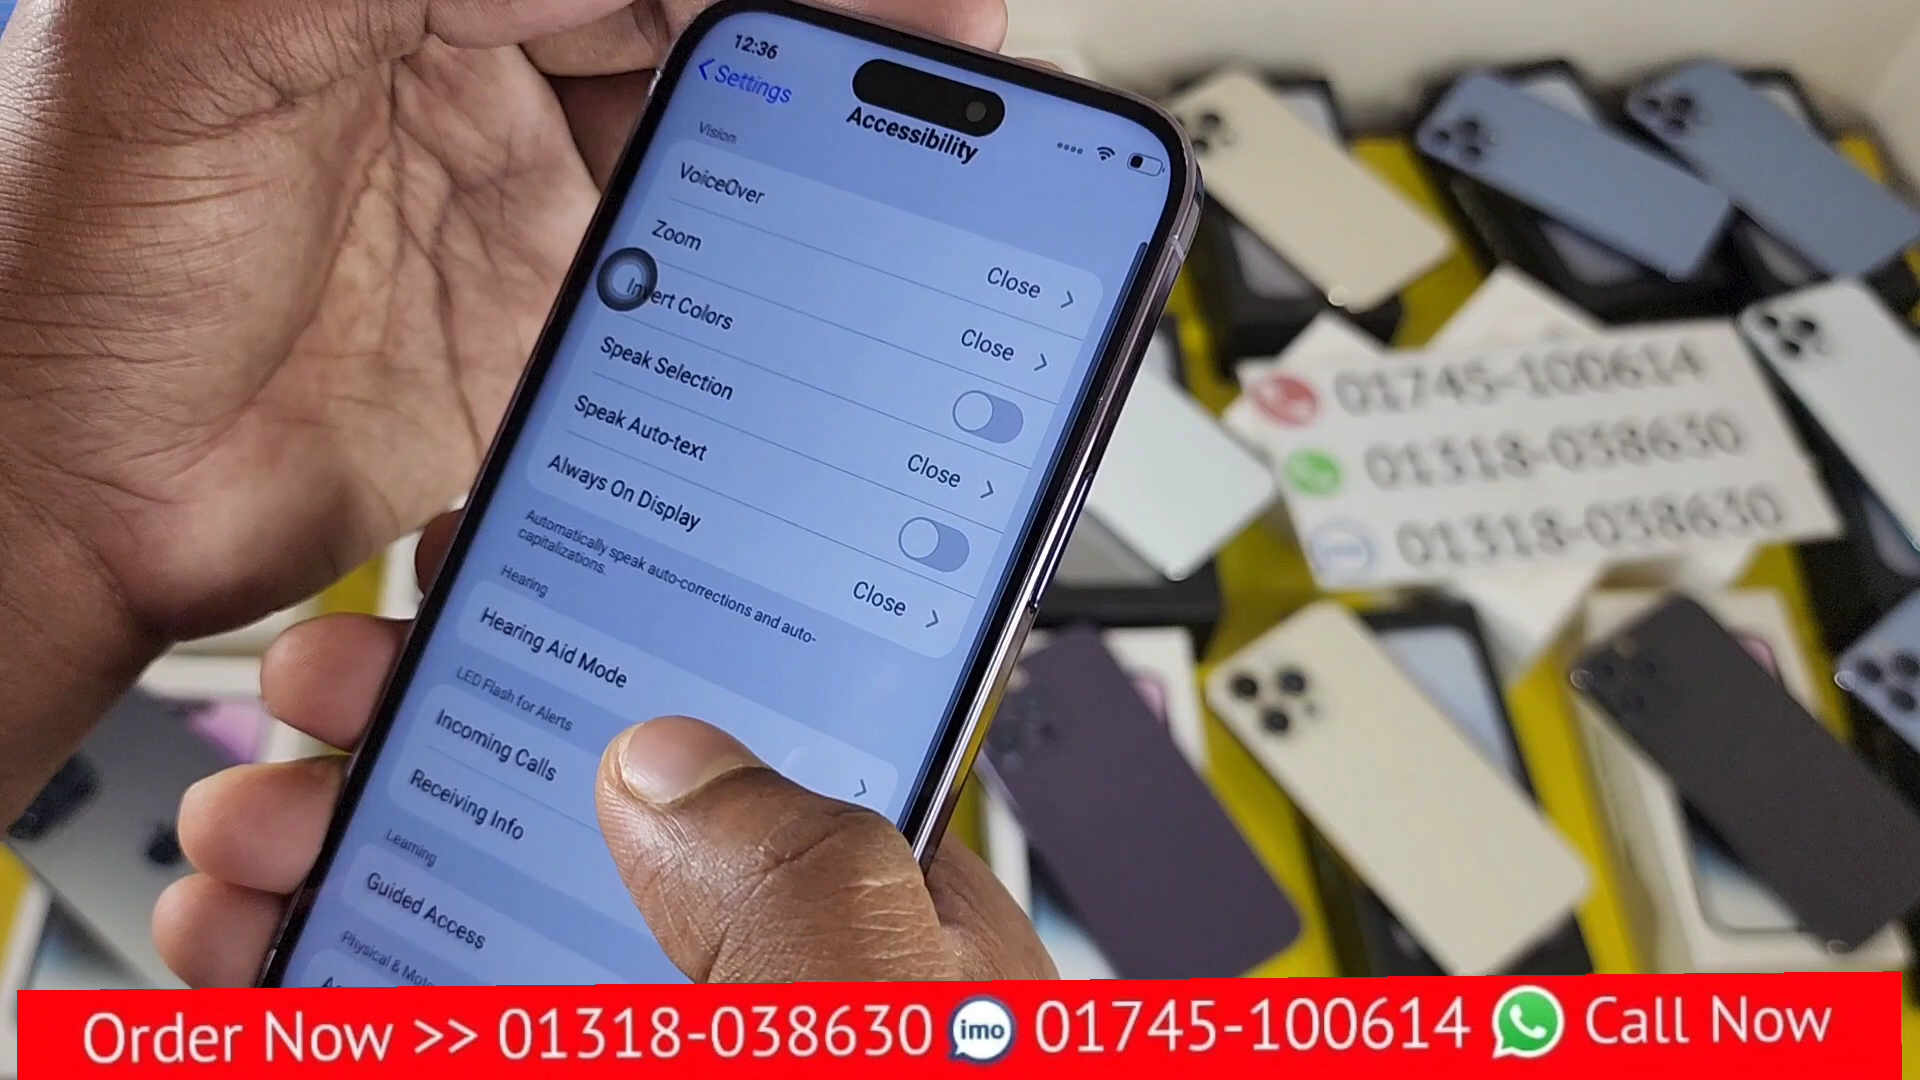 12:36
Settings
Accessibility
Vision
VoiceOver
Close
Zoom
Close
Invert Colors
Speak Selection
Close
Speak Auto-text
Always On Display
Close
Automatically speak auto-corrections and auto-
capitalizations.
Hearing
Hearing Aid Mode
LED Flash for Alerts
Incoming Calls
Receiving Info
Learning
Guided Access
Physical & Moto
01745-100614
01318-038630
imo 01318-038630
Order Now >> 01318-038630 imo 01745-100614 Call Now